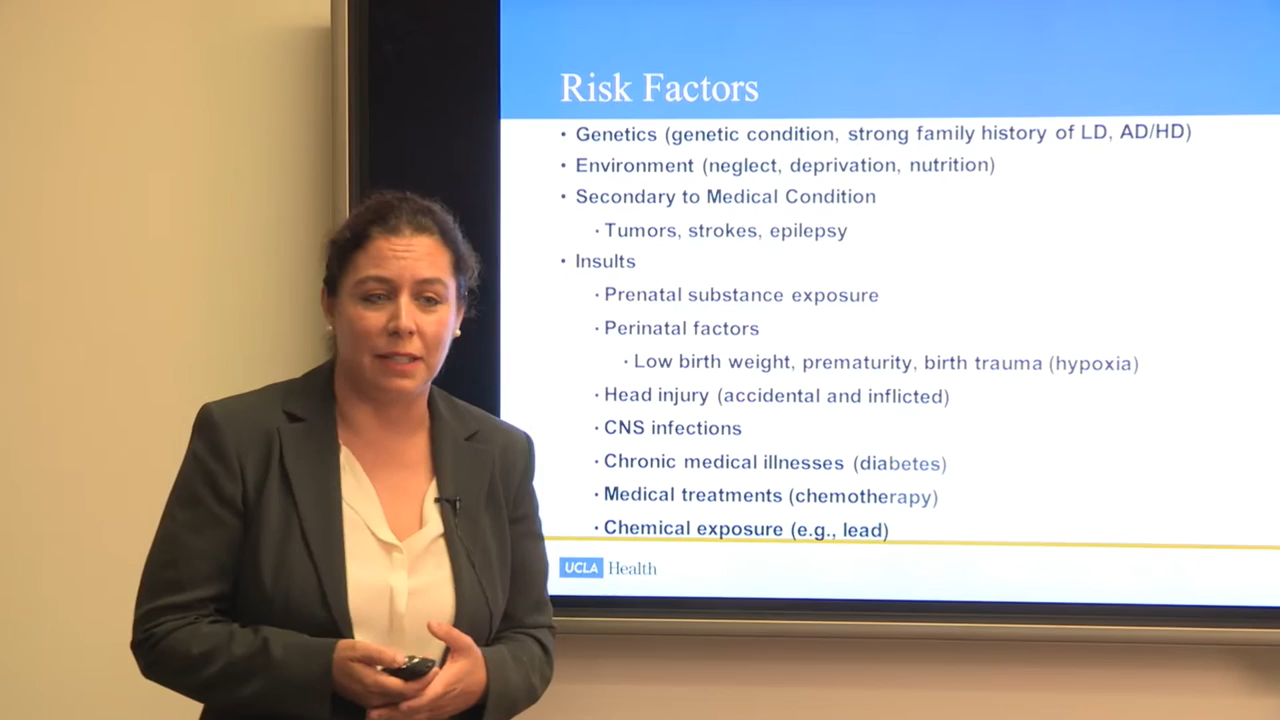 Risk Factors
• Genetics (genetic condition, strong family history of LD, AD/HD)
• Environment (neglect, deprivation, nutrition)
• Secondary to Medical Condition
• Tumors, strokes, epilepsy
• Insults
• Prenatal substance exposure
• Perinatal factors
• Low birth weight, prematurity, birth trauma (hypoxia)
• Head injury (accidental and inflicted)
• CNS infections
• Chronic medical illnesses (diabetes)
• Medical treatments (chemotherapy)
• Chemical exposure (e.g., lead)
UCLA Health